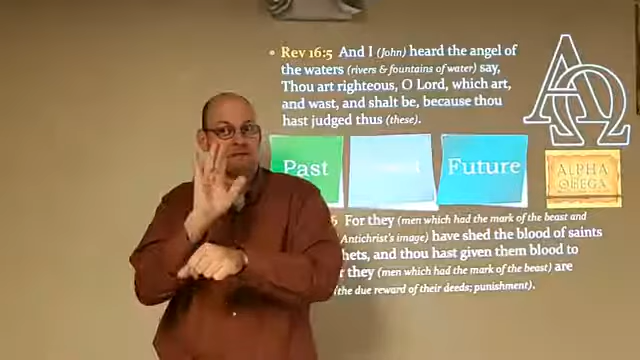 • Rev 16:5 And I (John) heard the angel of
the waters (rivers & fountains of water) say,
Thou art righteous, O Lord, which art,
and wast, and shalt be, because thou
hast judged thus (these).
ΑΩ
Past
Future
ALPHA
OMEGA
6 For they (men which had the mark of the beast and
Antichrist's image) have shed the blood of saints
hets, and thou hast given them blood to
they (men which had the mark of the beast) are
(the due reward of their deeds; punishment).